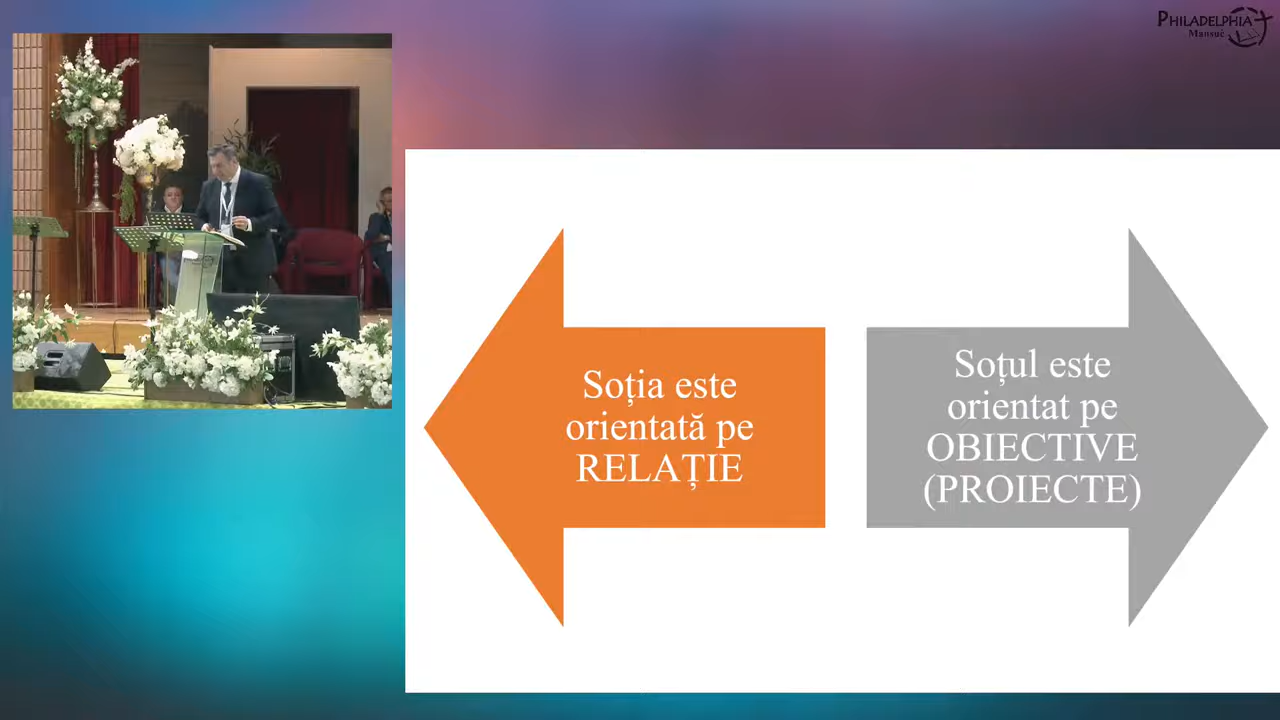 PHILADELPHIA
Mansuè
Soția este
orientată pe
RELAȚIE
Soțul este
orientat pe
OBIECTIVE
(PROIECTE)